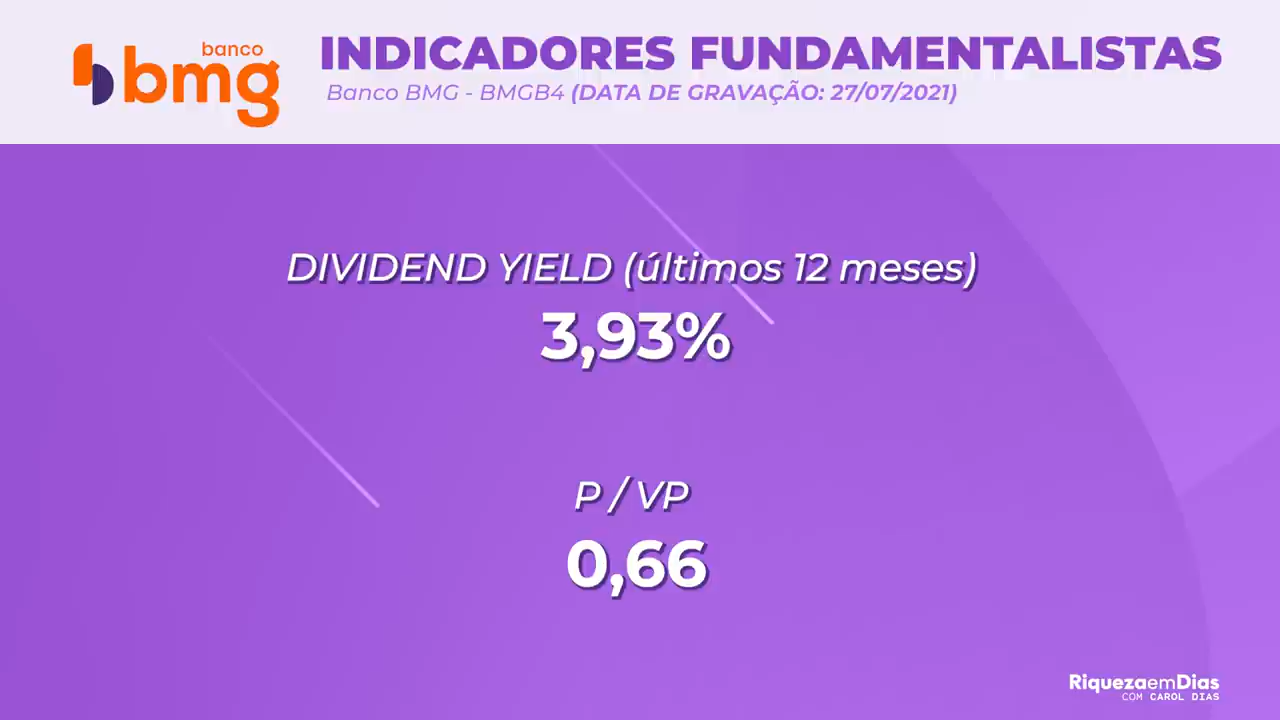 banco
bmg
INDICADORES FUNDAMENTALISTAS
Banco BMG - BMGB4 (DATA DE GRAVAÇÃO: 27/07/2021)
DIVIDEND YIELD (últimos 12 meses)
3,93%
P / VP
0,66
RiquezaemDias
COM CAROL DIAS